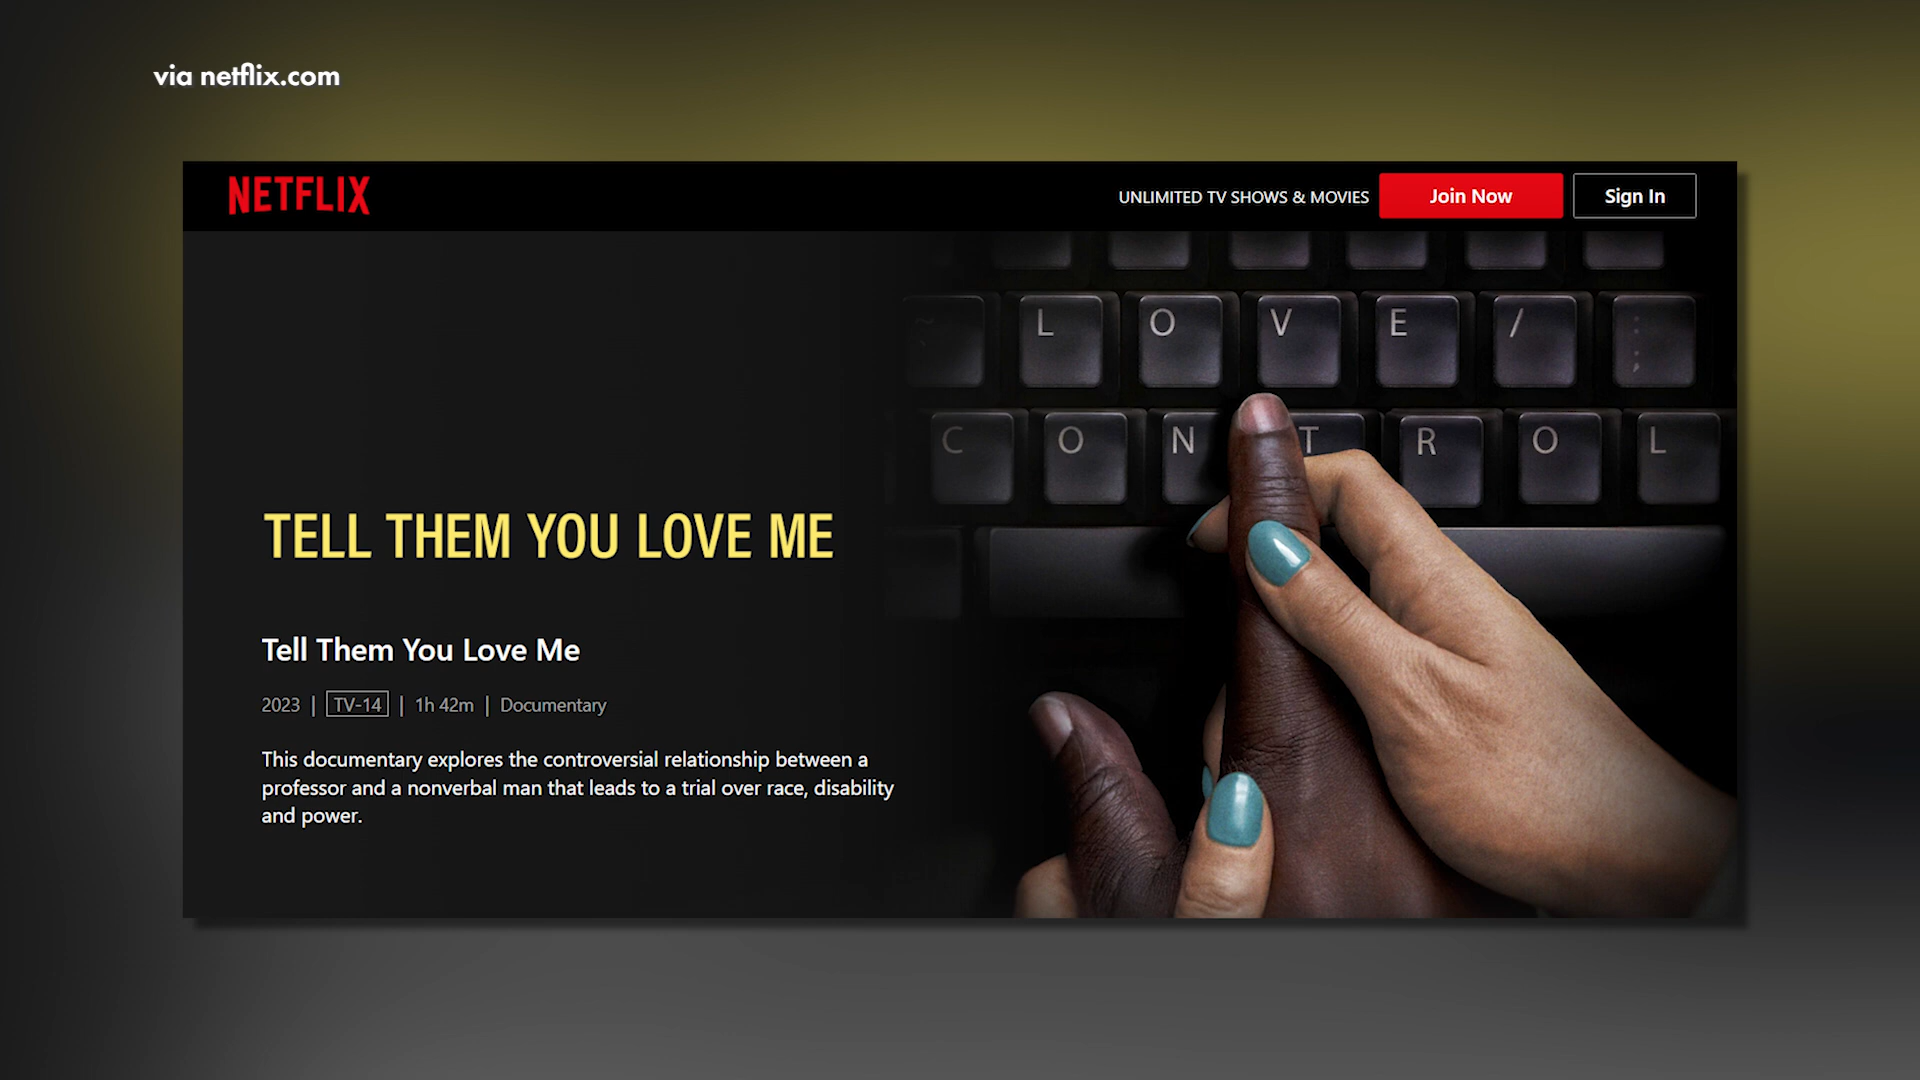 via netflix.com
NETFLIX
UNLIMITED TV SHOWS & MOVIES
Join Now
Sign In
L O V E /
C O N T R O L
TELL THEM YOU LOVE ME
Tell Them You Love Me
2023 | TV-14 | 1h 42m | Documentary
This documentary explores the controversial relationship between a
professor and a nonverbal man that leads to a trial over race, disability
and power.